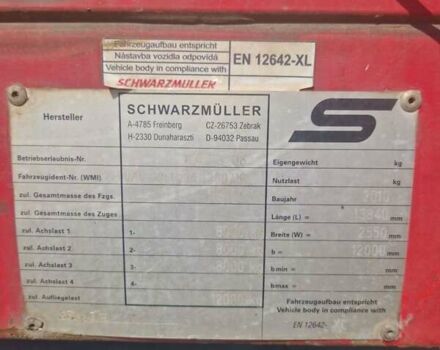 Fahrzeugaufbau entspricht
Nástavba vozidla odpovídá
Vehicle body in compliance with
EN 12642-XL
SCHWARZMÜLLER
Hersteller
SCHWARZMÜLLER
A-4785 Freinberg CZ-26753 Zebrak
H-2330 Dunaharaszti D-94032 Passau
S
Betriebserlaubnis-Nr.
Fahrzeugident-Nr. (WMI)
zul. Gesamtmasse des Fzgs.
zul. Gesamtmasse des Zuges
zul. Achslast 1 1-
zul. Achslast 2 2-
zul. Achslast 3 3-
zul. Achslast 4 4-
zul. Aufliegelast
Eigengewicht kg
Nutzlast kg
Baujahr
Länge (L) = mm
Breite (W) = 2550 mm
b = mm
b min = mm
bmax = mm
Fahrzeugaufbau entspricht
Vehicle body in compliance with
EN 12642-